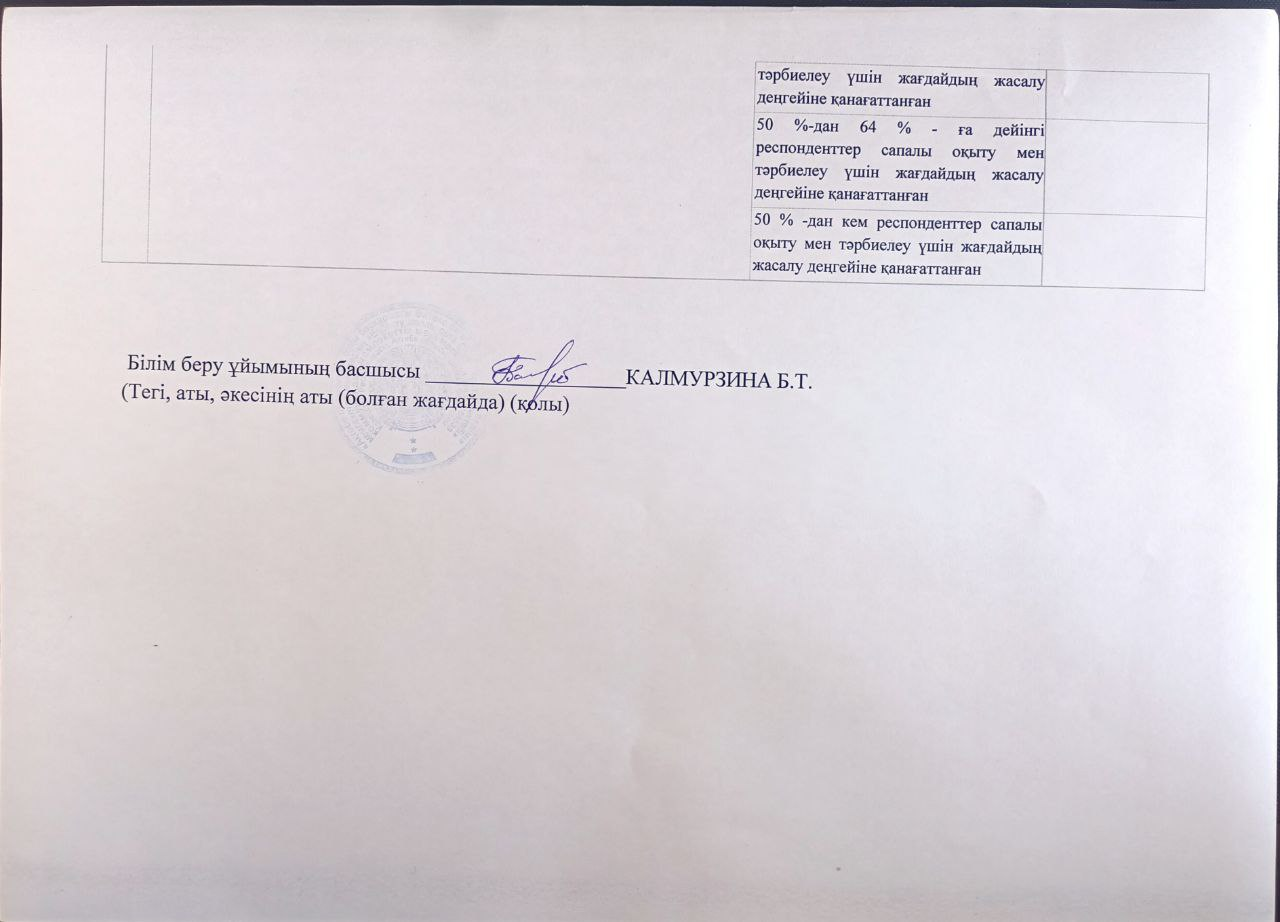 тәрбиелеу үшін жағдайдың жасалу
деңгейіне қанағаттанған
50 %-дан 64 % - ға дейінгі
респонденттер сапалы оқыту мен
тәрбиелеу үшін жағдайдың жасалу
деңгейіне қанағаттанған
50 % -дан кем респонденттер сапалы
оқыту мен тәрбиелеу үшін жағдайдың
жасалу деңгейіне қанағаттанған
Білім беру ұйымының басшысы ____________________КАЛМУРЗИНА Б.Т.
(Тегі, аты, әкесінің аты (болған жағдайда) (қолы)